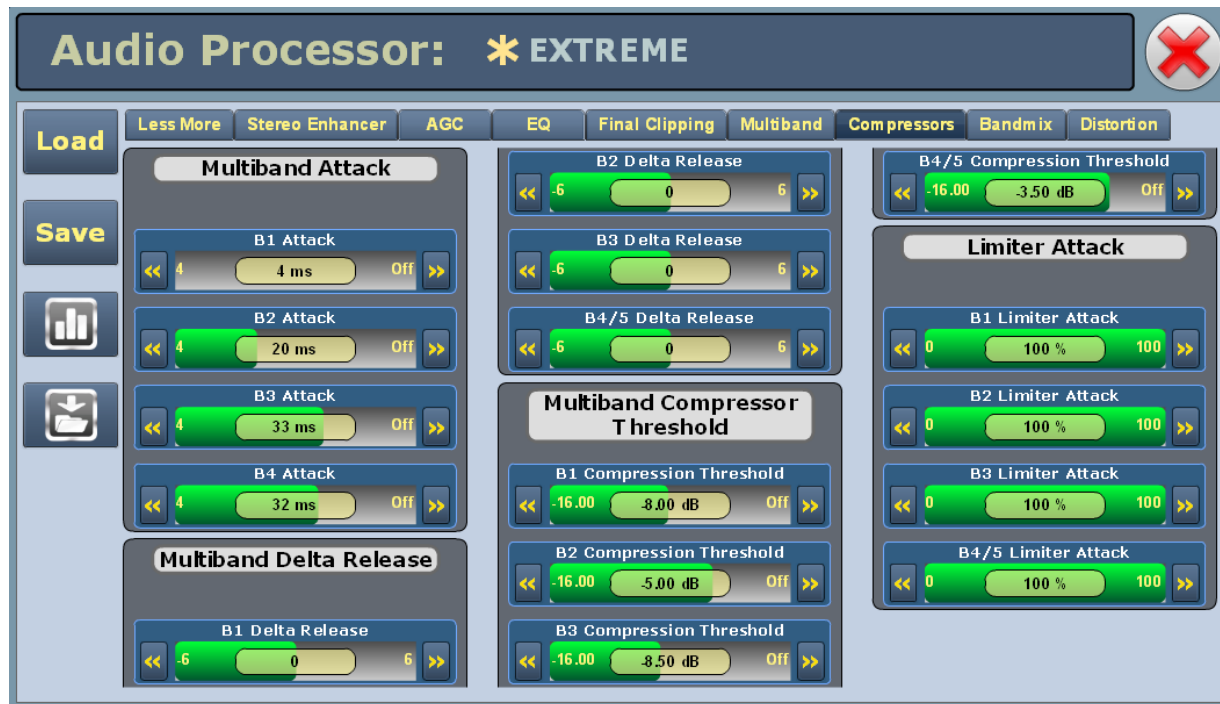 Audio Processor: * EXTREME
Load
Save
Less More Stereo Enhancer AGC EQ Final Clipping Multiband Compressors Bandmix Distortion
Multiband Attack
B1 Attack
<< 4 4 ms Off >>
B2 Attack
<< 4 20 ms Off >>
B3 Attack
<< 4 33 ms Off >>
B4 Attack
<< 4 32 ms Off >>
Multiband Delta Release
B1 Delta Release
<< -6 0 6 >>
B2 Delta Release
<< -6 0 6 >>
B3 Delta Release
<< -6 0 6 >>
B4/5 Delta Release
<< -6 0 6 >>
Multiband Compressor
Threshold
B1 Compression Threshold
<< -16.00 -8.00 dB Off >>
B2 Compression Threshold
<< -16.00 -5.00 dB Off >>
B3 Compression Threshold
<< -16.00 -8.50 dB Off >>
B4/5 Compression Threshold
<< -16.00 -3.50 dB Off >>
Limiter Attack
B1 Limiter Attack
<< 0 100 % 100 >>
B2 Limiter Attack
<< 0 100 % 100 >>
B3 Limiter Attack
<< 0 100 % 100 >>
B4/5 Limiter Attack
<< 0 100 % 100 >>